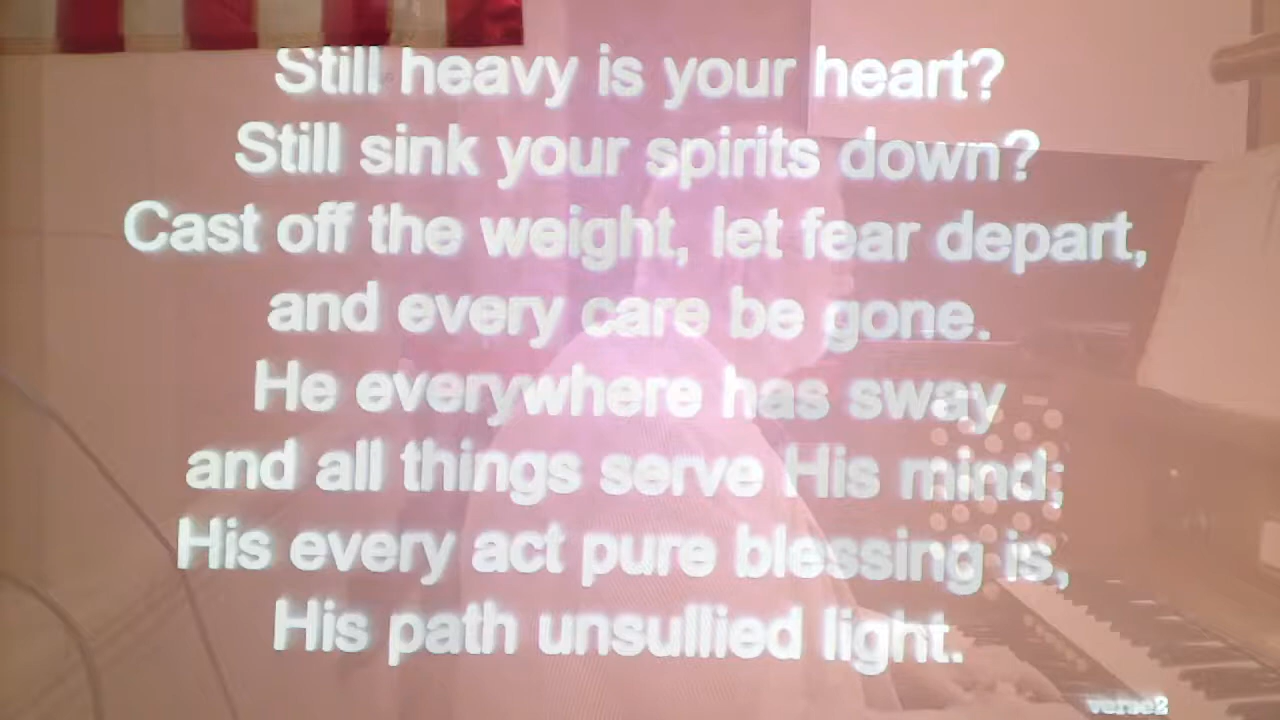 Still heavy is your heart?
Still sink your spirits down?
Cast off the weight, let fear depart,
and every care be gone.
He everywhere has sway
and all things serve His mind;
His every act pure blessing is,
His path unsullied light.
verse2